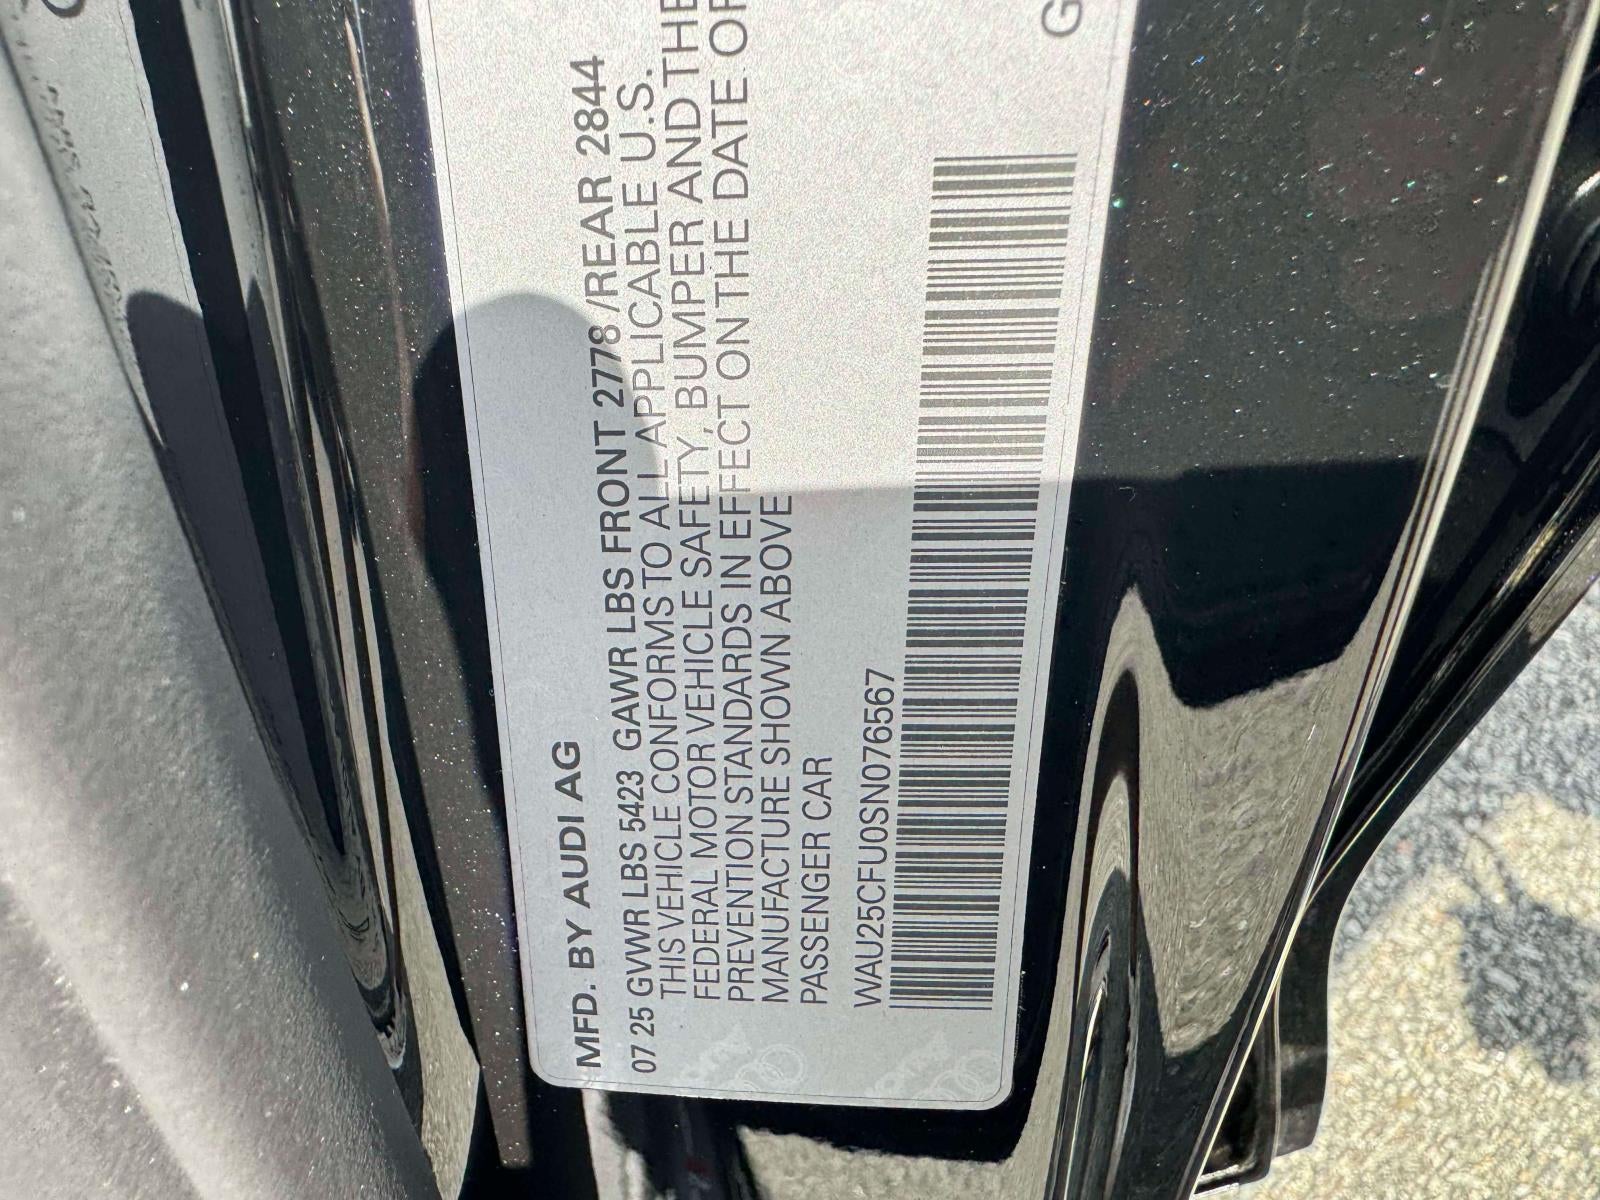 MFD. BY AUDI AG
07 25 GVWR LBS 5423 GAWR LBS FRONT 2778 /REAR 2844
THIS VEHICLE CONFORMS TO ALL APPLICABLE U.S.
FEDERAL MOTOR VEHICLE SAFETY, BUMPER AND THE
PREVENTION STANDARDS IN EFFECT ON THE DATE OF
MANUFACTURE SHOWN ABOVE
PASSENGER CAR
WAU25CFU0SN076567
G